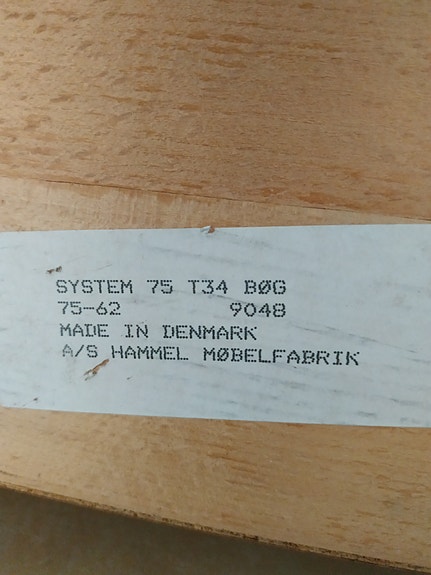 SYSTEM 75 T34 BØG
75-62 9048
MADE IN DENMARK
A/S HAMMEL MØBELFABRIK